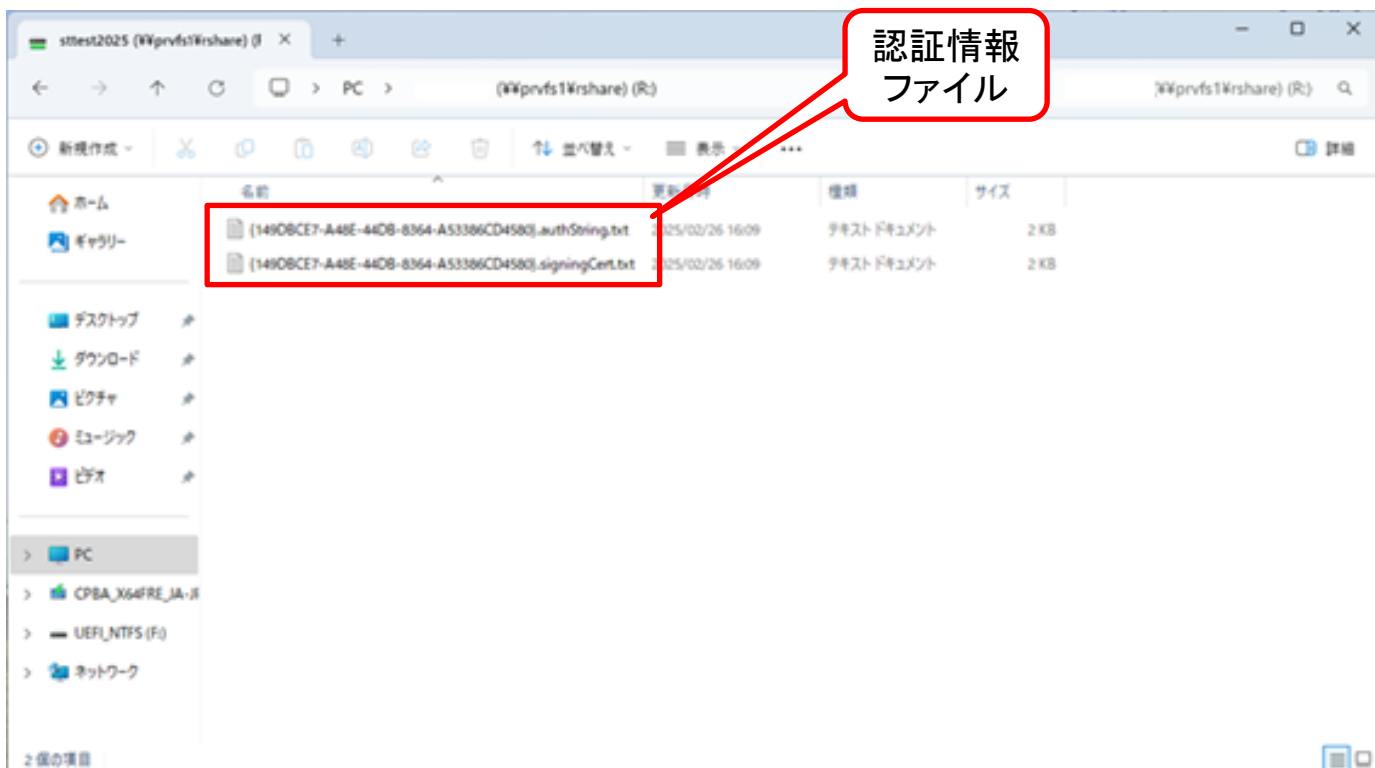 sttest2025 (¥¥prvfs1¥rshare) (F
認証情報
ファイル
PC
(¥¥prvfs1¥rshare) (R:)
¥¥prvfs1¥rshare) (R:)
新規作成
並べ替え
表示
詳細
名前
種類
サイズ
{149DBCE7-A48E-44DB-8364-A53386CD4580}.authString.txt
2025/02/26 16:09
テキスト ドキュメント
2 KB
{149DBCE7-A48E-44DB-8364-A53386CD4580}.signingCert.txt
2025/02/26 16:09
テキスト ドキュメント
2 KB
ホーム
ギャラリー
デスクトップ
ダウンロード
ピクチャ
ミュージック
ビデオ
PC
CPBA_X64FRE_JA-JF
UEFI_NTFS (F:)
ネットワーク
2 個の項目